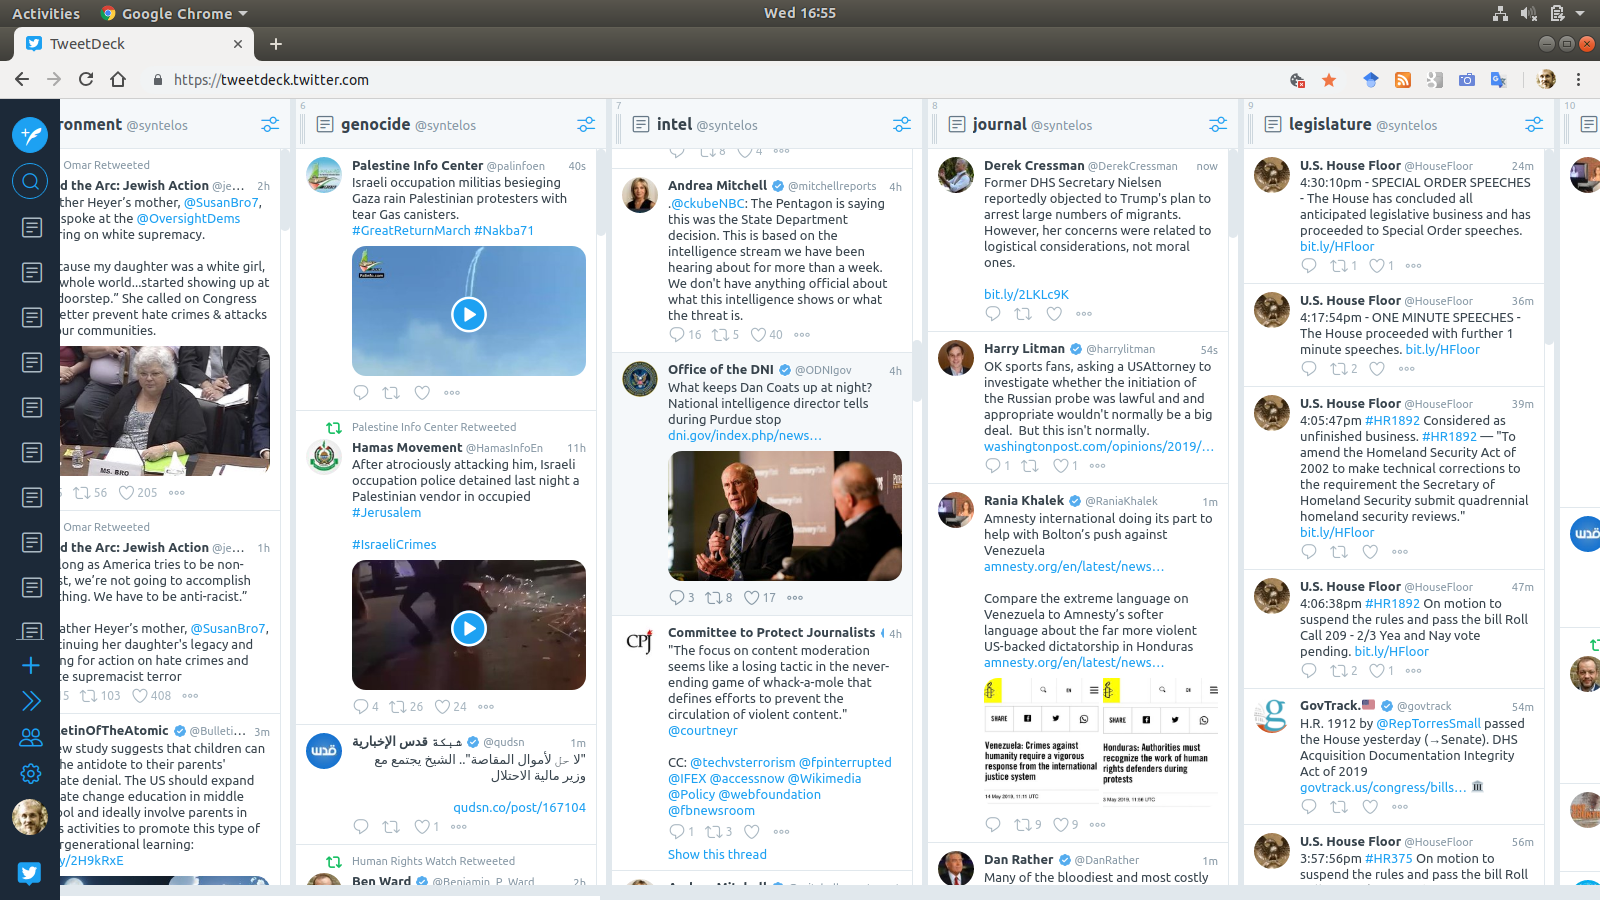 Activities
Google Chrome
Wed 16:55
TweetDeck
https://tweetdeck.twitter.com
ronment @syntelos
Omar Retweeted
d the Arc: Jewish Action @je... 2h
ther Heyer's mother, @SusanBro7,
spoke at the @OversightDems
ring on white supremacy.
cause my daughter was a white girl,
whole world...started showing up at
doorstep.” She called on Congress
etter prevent hate crimes & attacks
ur communities.
MS. BRO
56 205
Omar Retweeted
d the Arc: Jewish Action @je... 1h
long as America tries to be non-
st, we’re not going to accomplish
thing. We have to be anti-racist.”
ather Heyer’s mother, @SusanBro7,
tinuing her daughter's legacy and
ng for action on hate crimes and
te supremacist terror
5 103 408
etinOfTheAtomic @Bulleti... 3m
ew study suggests that children can
he antidote to their parents'
ate denial. The US should expand
ate change education in middle
ool and ideally involve parents in
s activities to promote this type of
rgenerational learning:
y/2H9kRxE
6
genocide @syntelos
Palestine Info Center @palinfoen 40s
Israeli occupation militias besieging
Gaza rain Palestinian protesters with
tear Gas canisters.
#GreatReturnMarch #Nakba71
Palestine Info Center Retweeted
Hamas Movement @HamasInfoEn 11h
After atrociously attacking him, Israeli
occupation police detained last night a
Palestinian vendor in occupied
#Jerusalem
#IsraeliCrimes
4 26 24
شبكة قدس الإخبارية @qudsn 1m
"لا حل لأموال المقاصة".. الشيخ يجتمع مع
وزير مالية الاحتلال
qudsn.co/post/167104
1
Human Rights Watch Retweeted
Ben Ward @Benjamin_P_Ward 2h
7
intel @syntelos
8 4
Andrea Mitchell @mitchellreports 4h
.@ckubeNBC: The Pentagon is saying
this was the State Department
decision. This is based on the
intelligence stream we have been
hearing about for more than a week.
We don't have anything official about
what this intelligence shows or what
the threat is.
16 5 40
Office of the DNI @ODNIgov 4h
What keeps Dan Coats up at night?
National intelligence director tells
during Purdue stop
dni.gov/index.php/news…
3 8 17
CPJ
Committee to Protect Journalists 4h
"The focus on content moderation
seems like a losing tactic in the never-
ending game of whack-a-mole that
defines efforts to prevent the
circulation of violent content."
@courtneyr
CC: @techvsterrorism @fpinterrupted
@IFEX @accessnow @Wikimedia
@Policy @webfoundation
@fbnewsroom
1 3
Show this thread
8
journal @syntelos
Derek Cressman @DerekCressman now
Former DHS Secretary Nielsen
reportedly objected to Trump's plan to
arrest large numbers of migrants.
However, her concerns were related to
logistical considerations, not moral
ones.
bit.ly/2LKLc9K
Harry Litman @harrylitman 54s
OK sports fans, asking a USAttorney to
investigate whether the initiation of
the Russian probe was lawful and and
appropriate wouldn't normally be a big
deal. But this isn't normally.
washingtonpost.com/opinions/2019/…
1 1
Rania Khalek @RaniaKhalek 1m
Amnesty international doing its part to
help with Bolton’s push against
Venezuela
amnesty.org/en/latest/news…
Compare the extreme language on
Venezuela to Amnesty’s softer
language about the far more violent
US-backed dictatorship in Honduras
amnesty.org/en/latest/news…
SHARE
Venezuela: Crimes against
humanity require a vigorous
response from the international
justice system
14 May 2019, 11:11 UTC
SHARE
Honduras: Authorities must
recognize the work of human
rights defenders during
protests
3 May 2019, 11:56 UTC
9 9
Dan Rather @DanRather 1m
Many of the bloodiest and most costly
9
legislature @syntelos
U.S. House Floor @HouseFloor 24m
4:30:10pm - SPECIAL ORDER SPEECHES
- The House has concluded all
anticipated legislative business and has
proceeded to Special Order speeches.
bit.ly/HFloor
1 1
U.S. House Floor @HouseFloor 36m
4:17:54pm - ONE MINUTE SPEECHES -
The House proceeded with further 1
minute speeches. bit.ly/HFloor
2
U.S. House Floor @HouseFloor 39m
4:05:47pm #HR1892 Considered as
unfinished business. #HR1892 — "To
amend the Homeland Security Act of
2002 to make technical corrections to
the requirement the Secretary of
Homeland Security submit quadrennial
homeland security reviews."
bit.ly/HFloor
U.S. House Floor @HouseFloor 47m
4:06:38pm #HR1892 On motion to
suspend the rules and pass the bill Roll
Call 209 - 2/3 Yea and Nay vote
pending. bit.ly/HFloor
2 1
GovTrack. @govtrack 54m
H.R. 1912 by @RepTorresSmall passed
the House yesterday (→Senate). DHS
Acquisition Documentation Integrity
Act of 2019
govtrack.us/congress/bills…
U.S. House Floor @HouseFloor 56m
3:57:56pm #HR375 On motion to
suspend the rules and pass the bill Roll
10